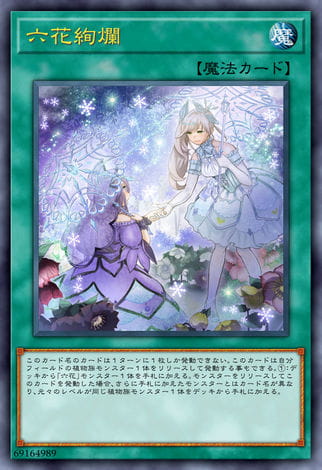 六花絢爛
魔
【魔法カード】
このカード名のカードは1ターンに1枚しか発動できない。このカードは自分
フィールドの植物族モンスター1体をリリースして発動する事もできる。①:デ
ッキから「六花」モンスター1体を手札に加える。モンスターをリリースしてこ
のカードを発動した場合、さらに手札に加えたモンスターとはカード名が異な
り、元々のレベルが同じ植物族モンスター1体をデッキから手札に加える。
69164989